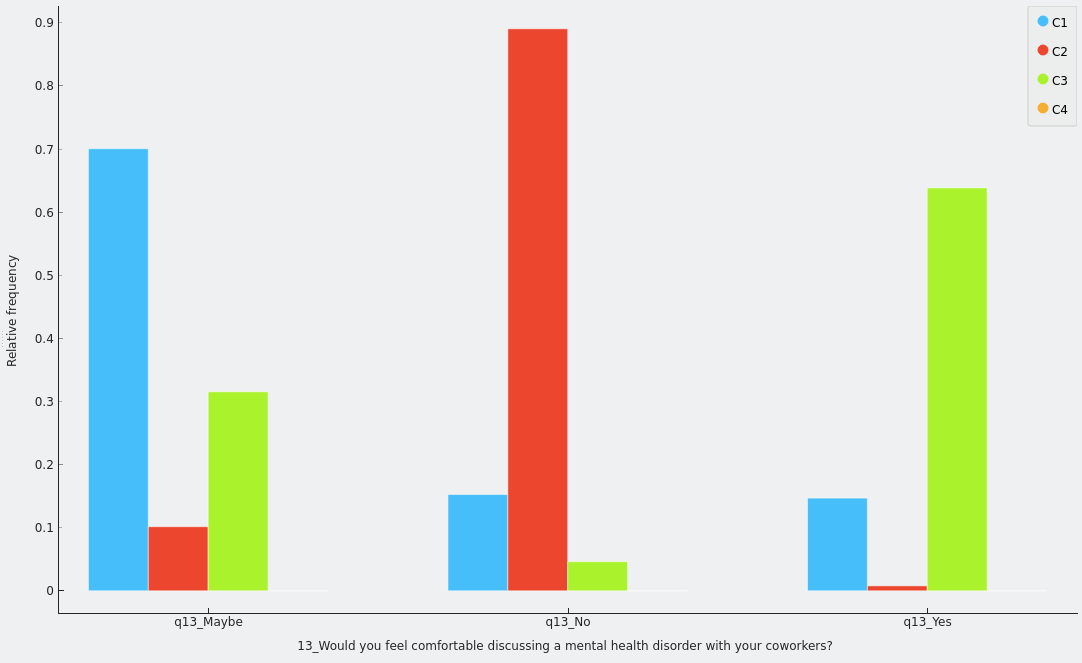 0.9
0.8
0.7
0.6
0.5
0.4
0.3
0.2
0.1
0
Relative frequency
q13_Maybe
q13_No
q13_Yes
13_Would you feel comfortable discussing a mental health disorder with your coworkers?
C1
C2
C3
C4